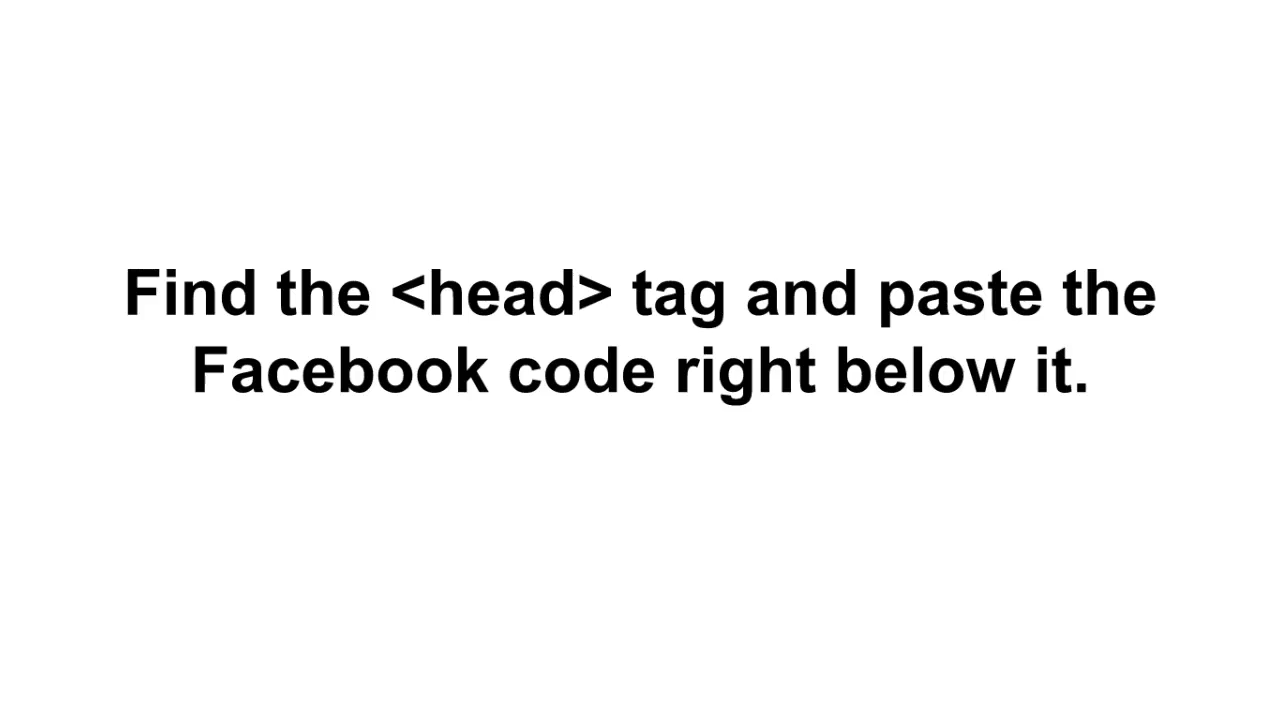 Find the <head> tag and paste the
Facebook code right below it.